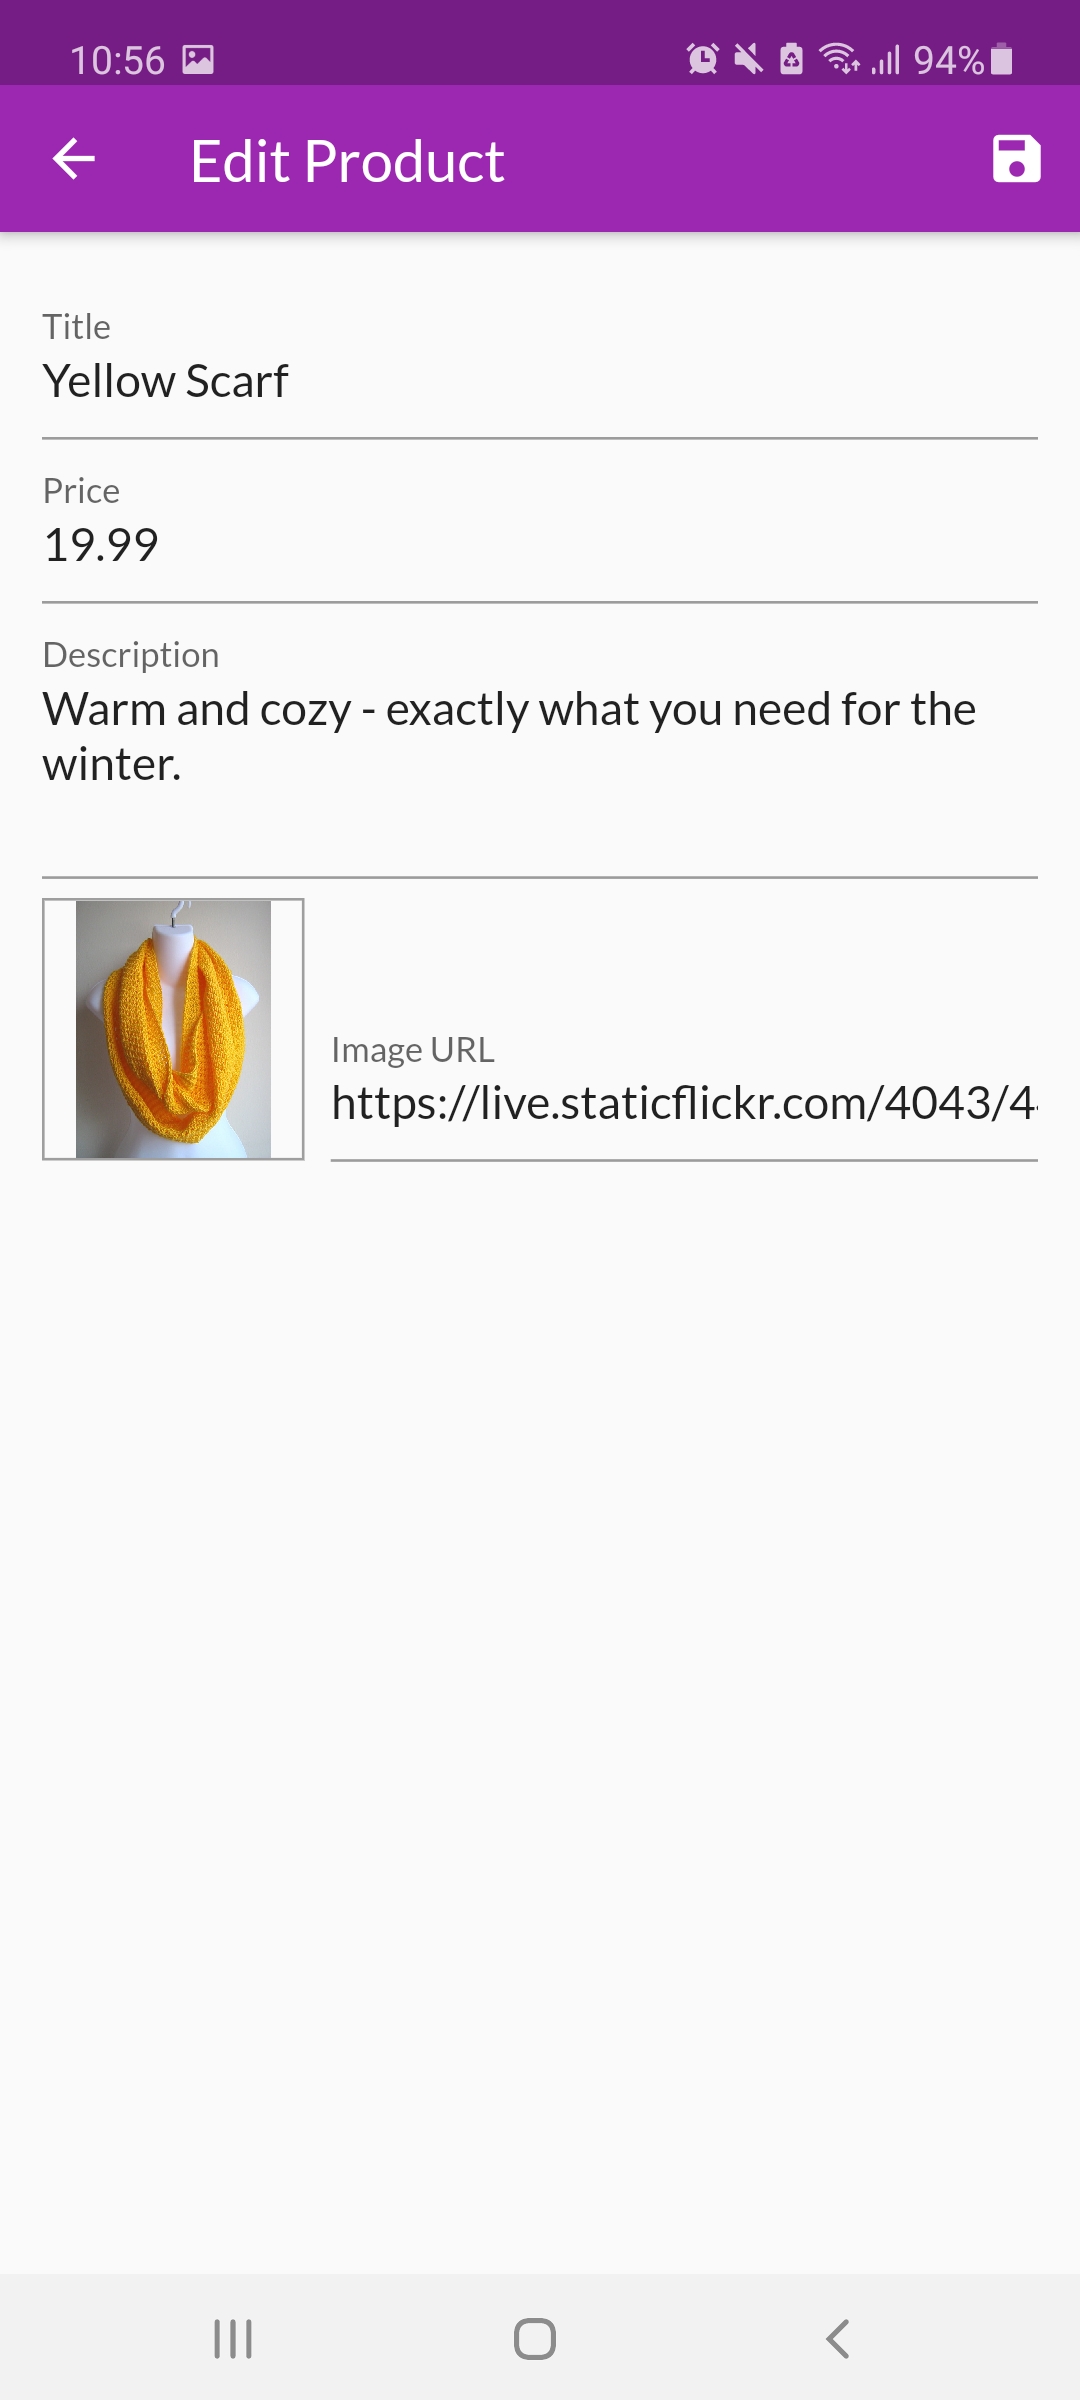 10:56
94%
Edit Product
Title
Yellow Scarf
Price
19.99
Description
Warm and cozy - exactly what you need for the
winter.
Image URL
https://live.staticflickr.com/4043/4